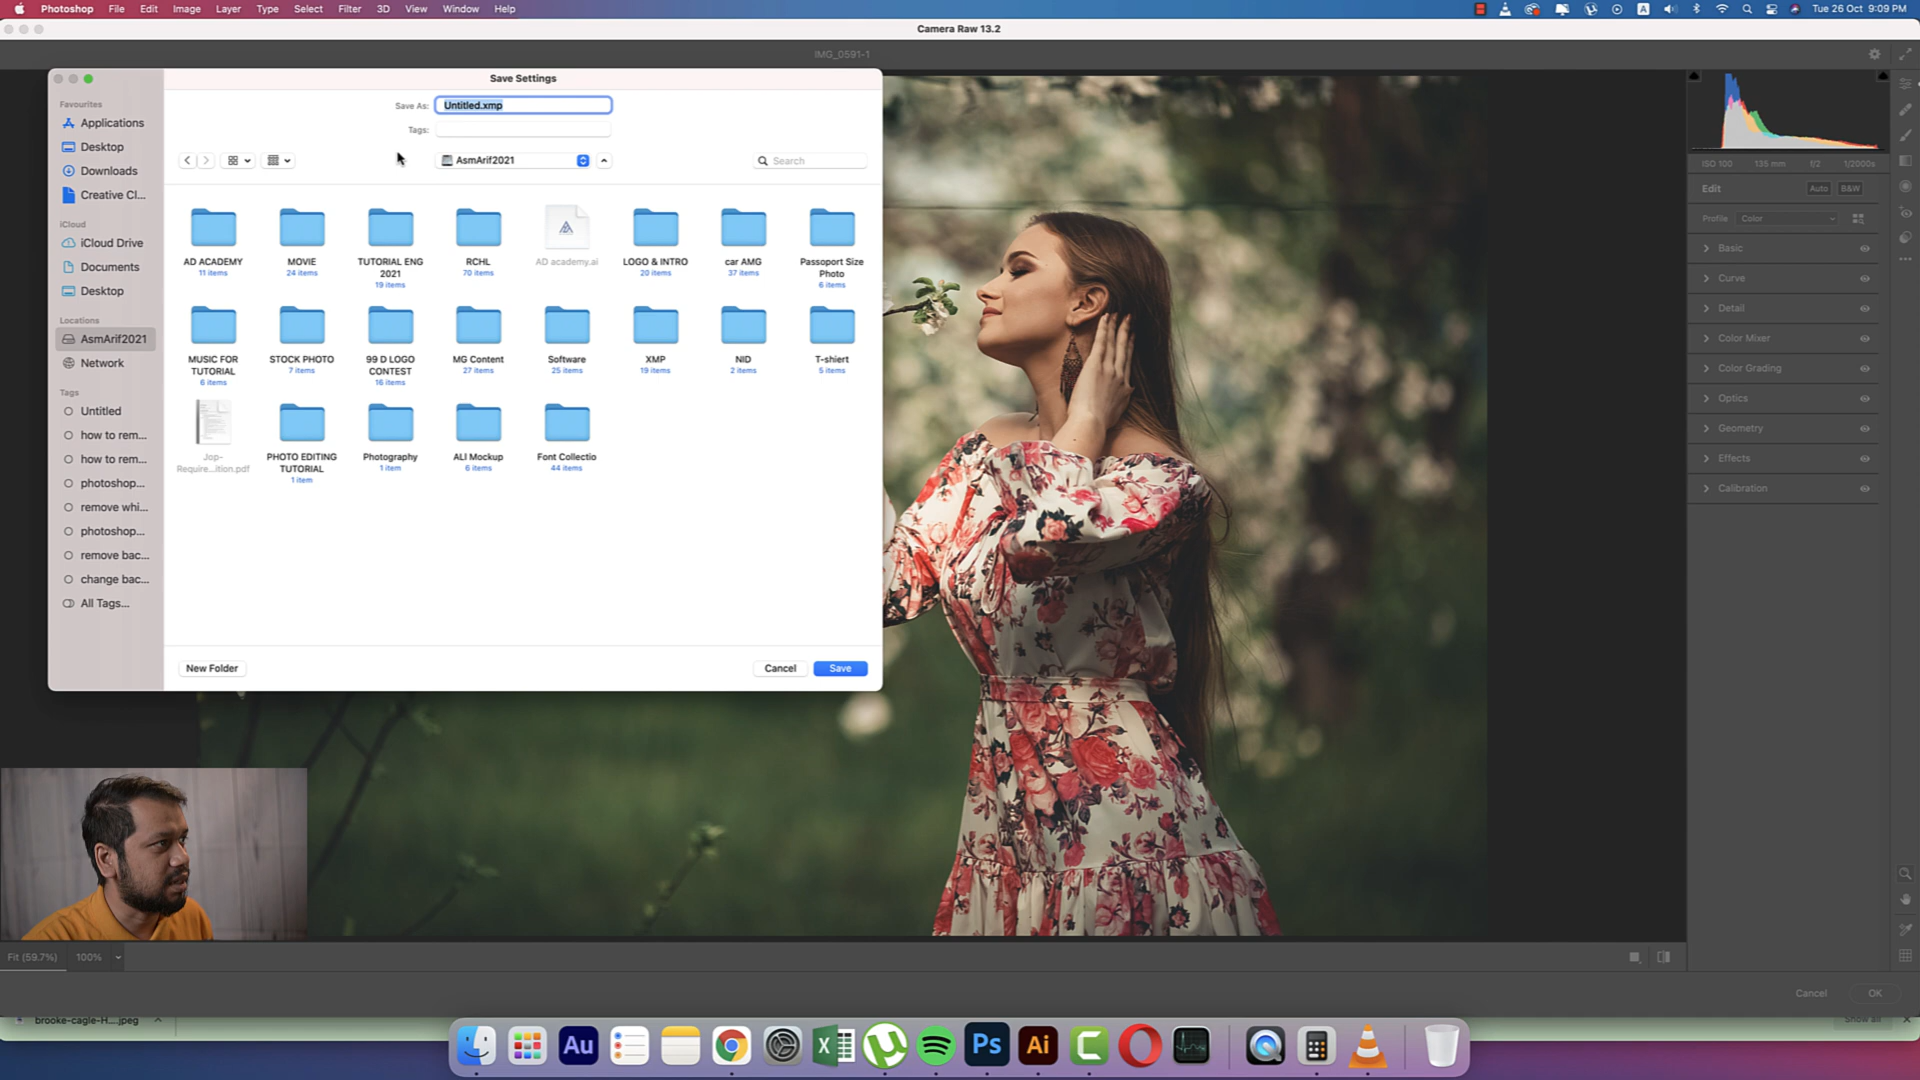 Photoshop File Edit Image Layer Type Select Filter 3D View Window Help
Tue 26 Oct 9:09 PM
Camera Raw 13.2
IMG_0591-1
Save Settings
Save As: Untitled.xmp
Tags:
AsmArif2021
Search
Favourites
Applications
Desktop
Downloads
Creative Cl...
iCloud
iCloud Drive
Documents
Desktop
Locations
AsmArif2021
Network
Tags
Untitled
how to rem...
how to rem...
photoshop...
remove whi...
photoshop...
remove bac...
change bac...
All Tags...
AD ACADEMY
11 items
MOVIE
24 items
TUTORIAL ENG
2021
19 items
RCHL
70 items
AD academy.ai
LOGO & INTRO
20 items
car AMG
37 items
Passoport Size
Photo
6 items
MUSIC FOR
TUTORIAL
6 items
STOCK PHOTO
7 items
99 D LOGO
CONTEST
16 items
MG Content
27 items
Software
25 items
XMP
19 items
NID
2 items
T-shiert
5 items
Jop-
Require...ition.pdf
PHOTO EDITING
TUTORIAL
1 item
Photography
1 item
ALI Mockup
6 items
Font Collectio
44 items
New Folder
Cancel
Save
ISO 100 135 mm f/2 1/2000s
Edit Auto B&W
Profile Color
Basic
Curve
Detail
Color Mixer
Color Grading
Optics
Geometry
Effects
Calibration
Fit (59.7%) 100%
Cancel OK
brooke-cagle-H....jpeg
Show all
Au
Ps
Ai